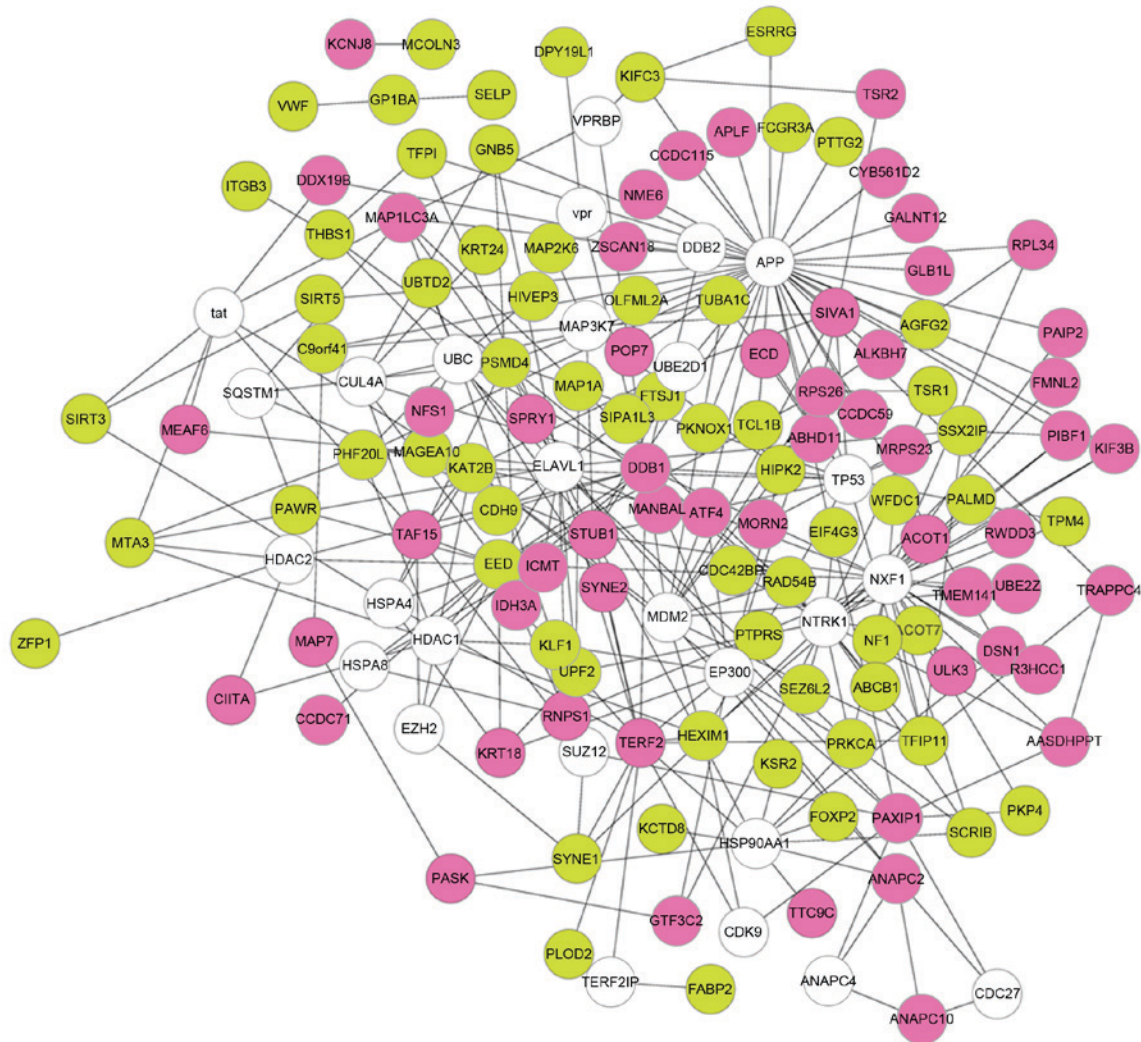 ESRRG
KCNJ8
MCOLN3
DPY19L1
KIFC3
SELP
GP1BA
VWF
TSR2
VPRBP
APLF
FCGR3A
PTTG2
GNB5
TFPI
CCDC115
CYB561D2
ITGB3
DDX19B
NME6
MAP1LC3A
vpr
GALNT12
THBS1
KRT24
MAP2K6
ZSCAN18
DDB2
RPL34
APP
GLB1L
SIRT5
UBTD2
HIVEP3
OLFML2A
TUBA1C
tat
MAP3K7
SIVA1
AGFG2
PAIP2
C9orf41
UBC
PSMD4
POP7
UBE2D1
ECD
ALKBH7
SQSTM1
CUL4A
MAP1A
FTSJ1
RPS26
TSR1
FMNL2
SIRT3
NFS1
SPRY1
SIPA1L3
PKNOX1
TCL1B
CCDC59
MEAF6
SSX2IP
PIBF1
KIF3B
PHF20L
MAGEA10
ABHD11
MRPS23
KAT2B
ELAVL1
DDB1
HIPK2
TP53
PAWR
CDH9
MANBAL
ATF4
WFDC1
PALMD
MORN2
TPM4
MTA3
TAF15
STUB1
EIF4G3
ACOT1
RWDD3
HDAC2
EED
ICMT
CDC42BP
RAD54B
NXF1
SYNE2
TMEM141
UBE2Z
TRAPPC4
IDH3A
HSPA4
MDM2
NTRK1
ZFP1
MAP7
HDAC1
KLF1
PTPRS
NF1
ACOT7
DSN1
HSPA8
UPF2
EP300
ULK3
R3HCC1
SEZ6L2
ABCB1
CIITA
CCDC71
RNPS1
EZH2
TERF2
HEXIM1
PRKCA
TFIP11
AASDHPPT
KRT18
SUZ12
KSR2
PKP4
KCTD8
FOXP2
PAXIP1
SCRIB
HSP90AA1
SYNE1
PASK
ANAPC2
GTF3C2
TTC9C
CDK9
PLOD2
TERF2IP
FABP2
ANAPC4
CDC27
ANAPC10